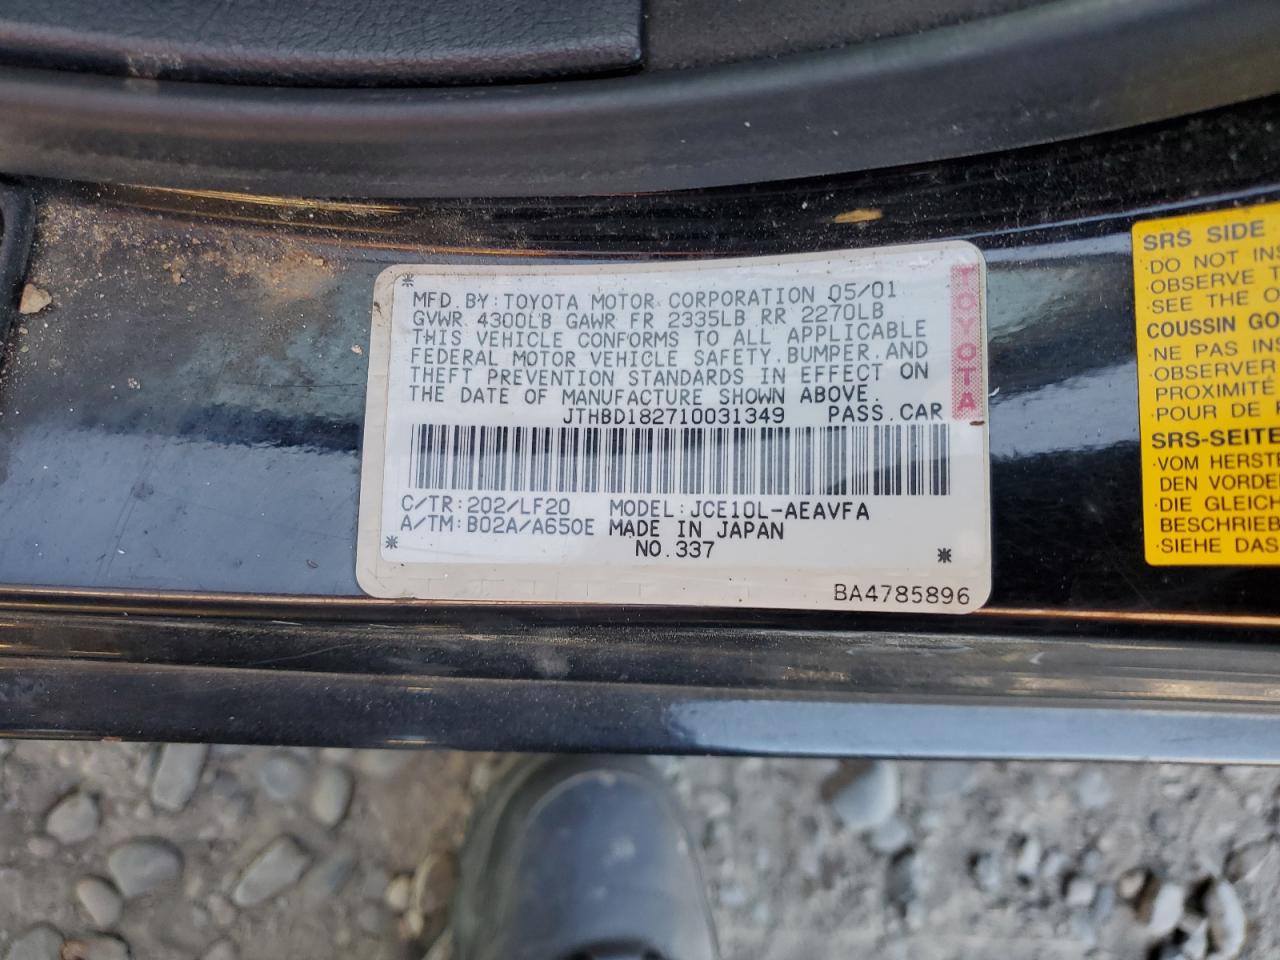 MFD. BY: TOYOTA MOTOR CORPORATION 05/01
GVWR 4300LB GAWR FR 2335LB RR 2270LB
THIS VEHICLE CONFORMS TO ALL APPLICABLE
FEDERAL MOTOR VEHICLE SAFETY, BUMPER, AND
THEFT PREVENTION STANDARDS IN EFFECT ON
THE DATE OF MANUFACTURE SHOWN ABOVE.
JTHBD182710031349 PASS.CAR
TOYOTA
C/TR:202/LF20 MODEL:JCE10L-AEAVFA
A/TM:B02A/A650E MADE IN JAPAN
NO.337
BA4785896
SRS SIDE
·DO NOT INS
·OBSERVE T
·SEE THE O
COUSSIN GO
·NE PAS INS
·OBSERVER
PROXIMITÉ
·POUR DE
SRS-SEITE
·VOM HERSTE
DEN VORDE
·DIE GLEICH
BESCHRIEB
·SIEHE DAS